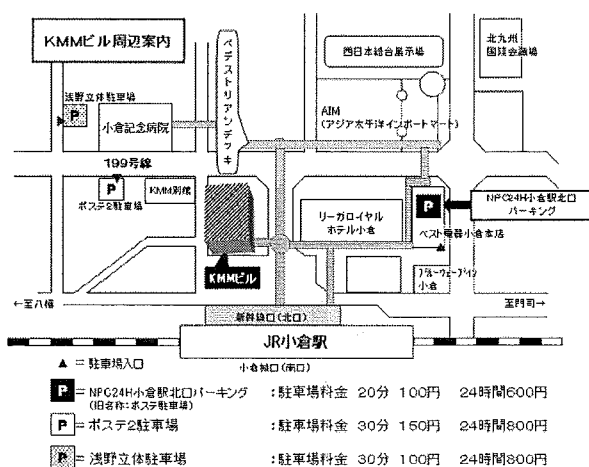 KMMビル周辺案内
ペデストリアンデッキ
西日本総合展示場
北九州
国際会議場
浅野立体駐車場
P
小倉記念病院
AIM
(アジア太平洋インポートマート)
199号線
P
ポステ2駐車場
KMM別館
リーガロイヤル
ホテル小倉
P
NPC24H小倉駅北口
パーキング
ベスト電器小倉本店
KMMビル
ブルーウェーブイン
小倉
←至八幡
至門司→
新幹線口(北口)
JR小倉駅
小倉城口(南口)
▲ = 駐車場入口
P = NPC24H小倉駅北口パーキング :駐車場料金 20分 100円 24時間600円
(旧名称:ポステ駐車場)
P = ポステ2駐車場 :駐車場料金 30分 150円 24時間800円
P = 浅野立体駐車場 :駐車場料金 30分 100円 24時間800円